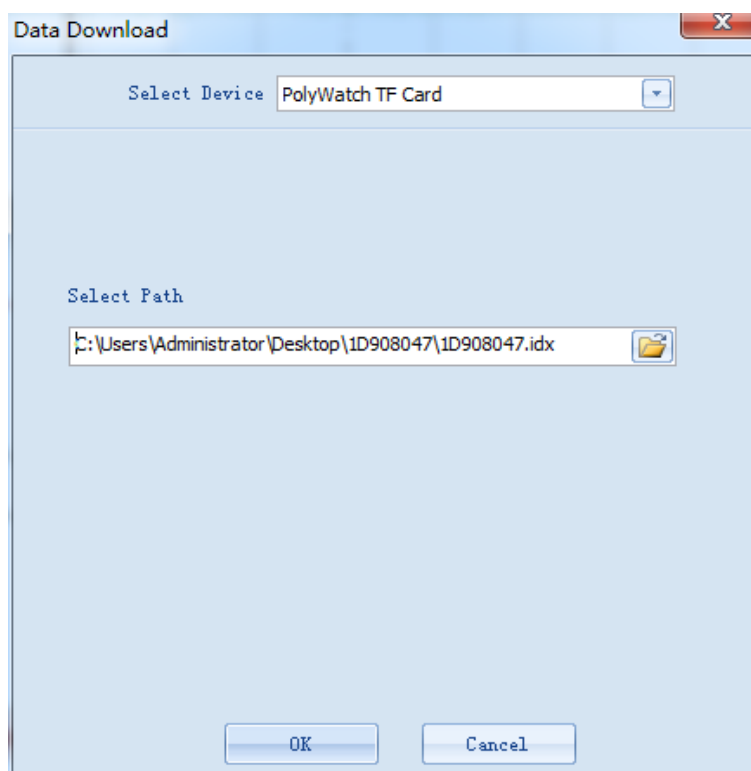 Data Download
Select Device PolyWatch TF Card
Select Path
C:\Users\Administrator\Desktop\1D908047\1D908047.idx
OK Cancel